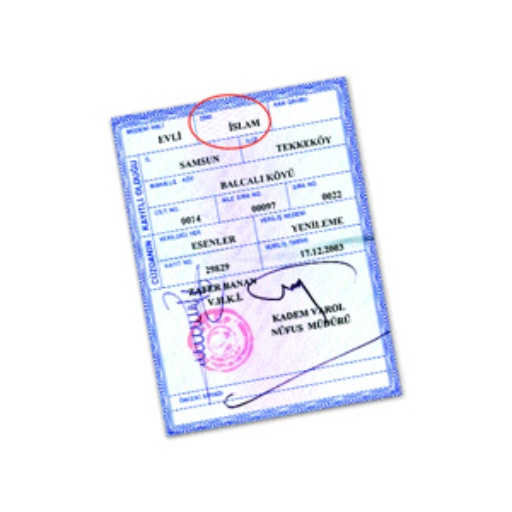 MEDENİ HALİ DİNİ KAN GRUBU
EVLİ İSLAM
İL İLÇE
SAMSUN TEKKEKÖY
MAHALLE KÖY
BALCALI KÖYÜ
CİLT NO. AİLE SIRA NO. SIRA NO.
0014 00097 0022
VERİLDİĞİ YER VERİLİŞ NEDENİ
ESENLER YENİLEME
KAYIT NO. VERİLİŞ TARİHİ
29829 17.12.2003
CÜZDANIN KAYITLI OLDUĞU
ZAFER BANAN
V.H.K.İ.
KADEM VAROL
NÜFUS MÜDÜRÜ
ÖNCEKİ SOYADI